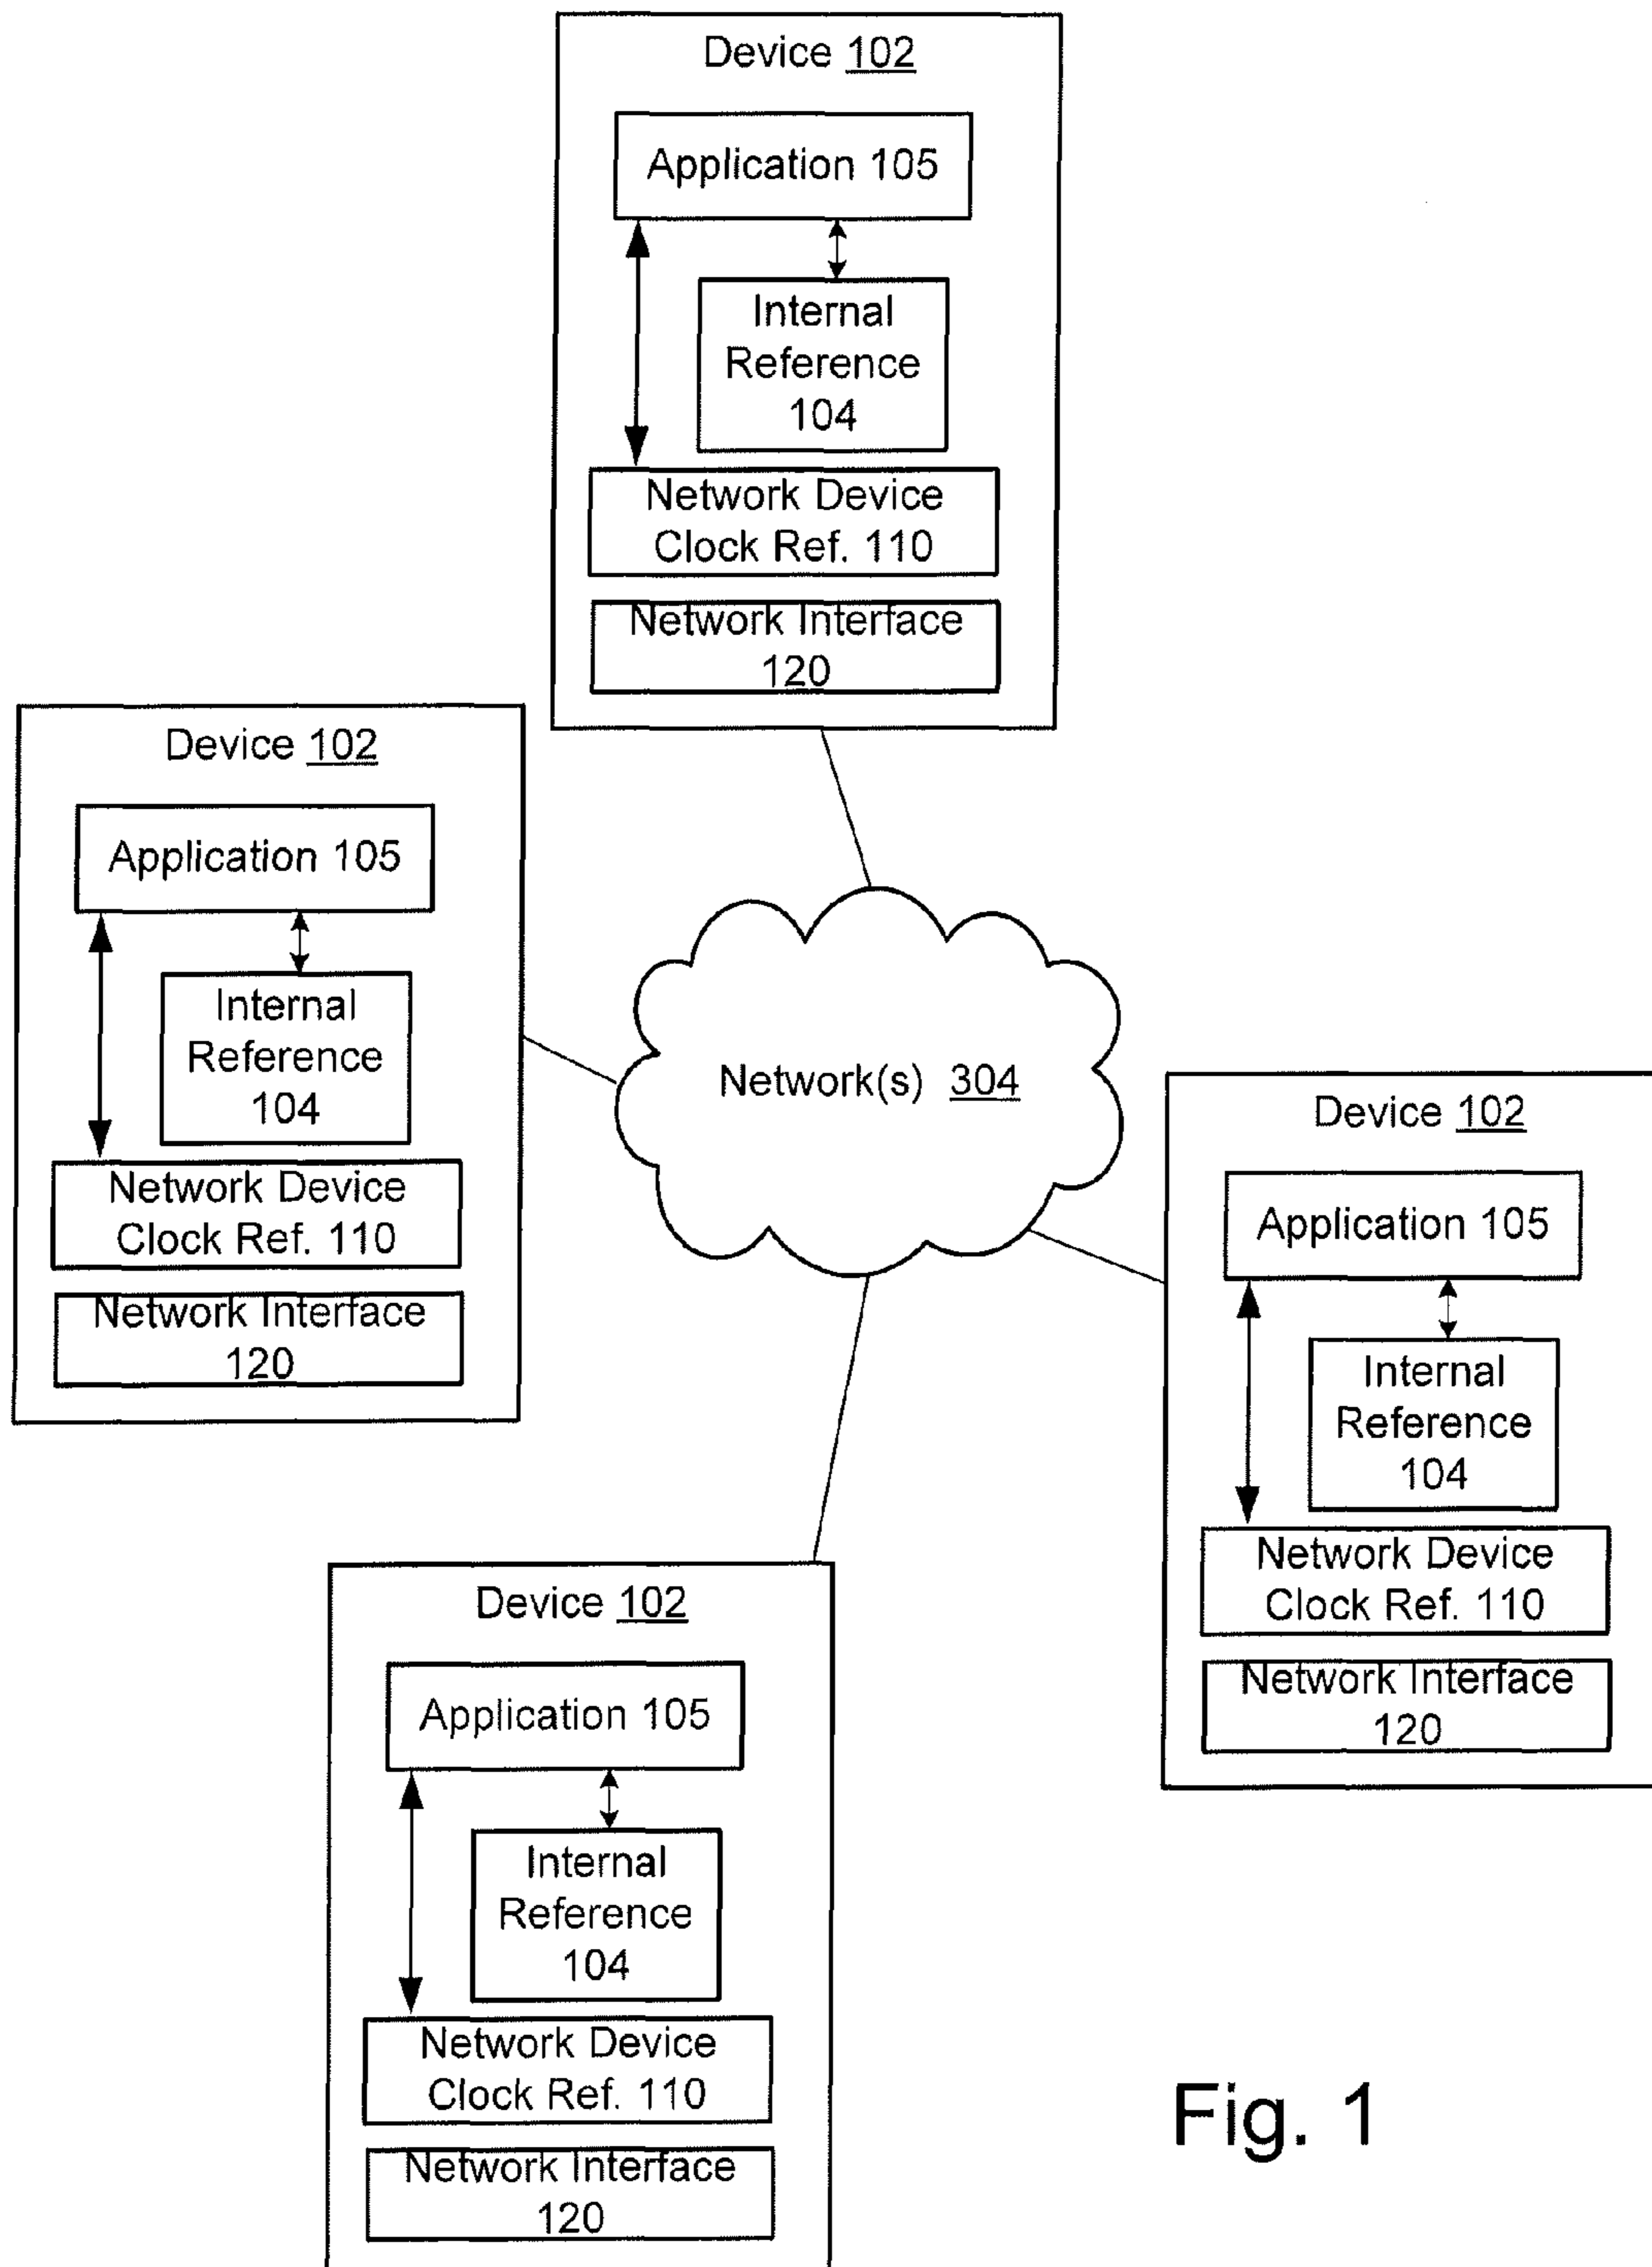 Device 102
Application 105
Internal
Reference
104
Network Device
Clock Ref. 110
Network Interface
120
Device 102
Application 105
Internal
Reference
104
Network Device
Clock Ref. 110
Network Interface
120
Network(s) 304
Device 102
Application 105
Internal
Reference
104
Network Device
Clock Ref. 110
Network Interface
120
Device 102
Application 105
Internal
Reference
104
Network Device
Clock Ref. 110
Network Interface
120
Fig. 1